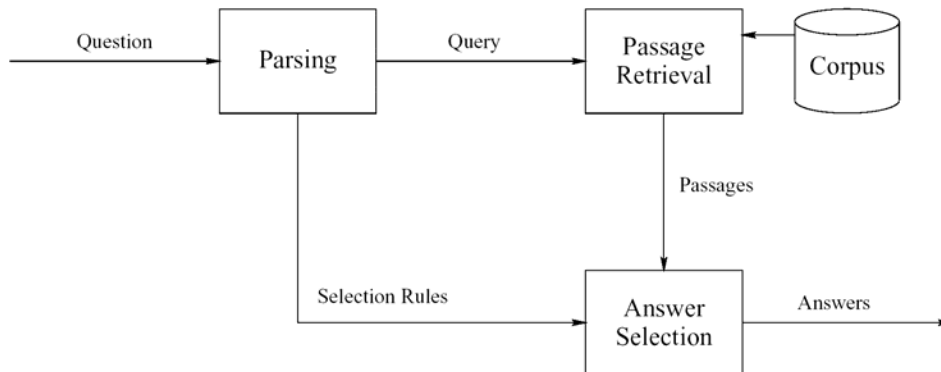 Question
Parsing
Query
Passage
Retrieval
Corpus
Passages
Selection Rules
Answer
Selection
Answers